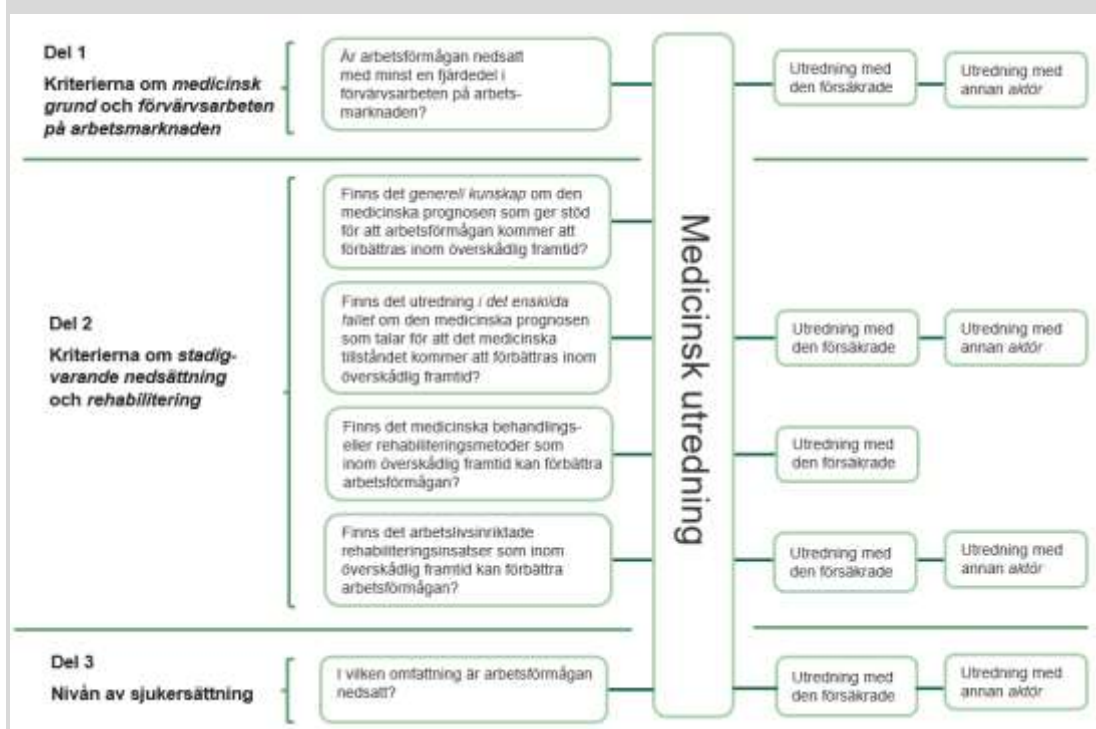 Del 1
Kriterierna om medicinsk
grund och förvärvsarbeten
på arbetsmarknaden
Är arbetsförmågan nedsatt
med minst en fjärdedel i
förvärvsarbeten på arbets-
marknaden?
Utredning med
den försäkrade
Utredning med
annan aktör
Medicinsk utredning
Del 2
Kriterierna om stadig-
varande nedsättning
och rehabilitering
Finns det generell kunskap om den
medicinska prognosen som ger stöd
för att arbetsförmågan kommer att
förbättras inom överskådlig framtid?
Finns det utredning i det enskilda
fallet om den medicinska prognosen
som talar för att det medicinska
tillståndet kommer att förbättras inom
överskådlig framtid?
Utredning med
den försäkrade
Utredning med
annan aktör
Finns det medicinska behandlings-
eller rehabiliteringsmetoder som
inom överskådlig framtid kan förbättra
arbetsförmågan?
Utredning med
den försäkrade
Finns det arbetslivsinriktade
rehabiliteringsinsatser som inom
överskådlig framtid kan förbättra
arbetsförmågan?
Utredning med
den försäkrade
Utredning med
annan aktör
Del 3
Nivån av sjukersättning
I vilken omfattning är arbetsförmågan
nedsatt?
Utredning med
den försäkrade
Utredning med
annan aktör